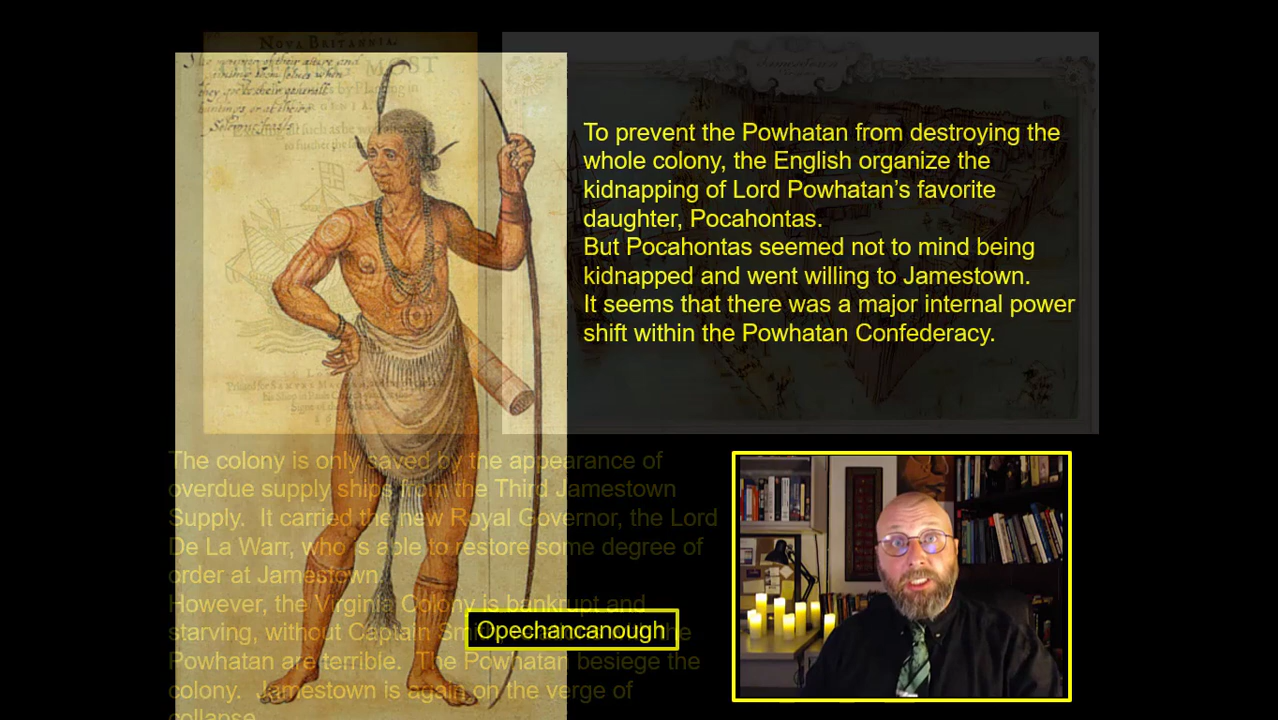 NOVA BRITANNIA.
MOST
To prevent the Powhatan from destroying the
whole colony, the English organize the
kidnapping of Lord Powhatan’s favorite
daughter, Pocahontas.
But Pocahontas seemed not to mind being
kidnapped and went willing to Jamestown.
It seems that there was a major internal power
shift within the Powhatan Confederacy.
The colony is only saved by the appearance of
overdue supply ships from the Third Jamestown
Supply. It carried the new Royal Governor, the Lord
De La Warr, who is able to restore some degree of
order at Jamestown.
However, the Virginia Colony is bankrupt and
starving, without Captain
Powhatan are terrible. The Powhatan besiege the
colony. Jamestown is again on the verge of
collapse
Opechancanough